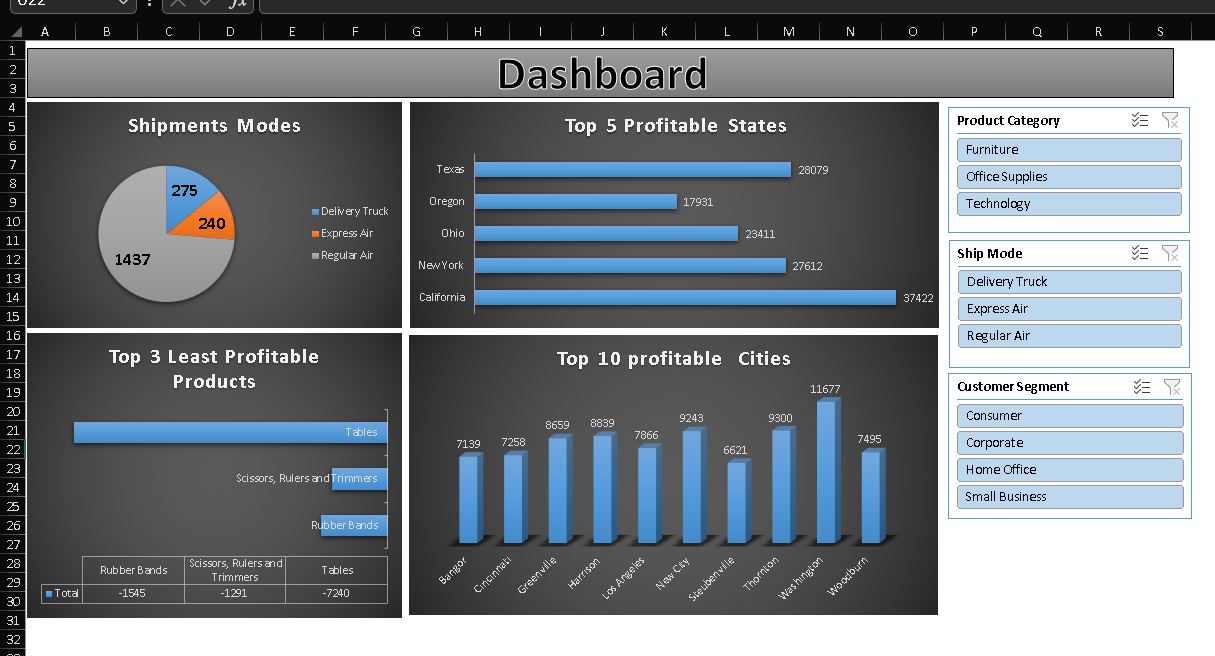 O22
fx
A B C D E F G H I J K L M N O P Q R S
1
2
3
4
5
6
7
8
9
10
11
12
13
14
15
16
17
18
19
20
21
22
23
24
25
26
27
28
29
30
31
32
Dashboard
Shipments Modes
275
240
1437
Delivery Truck
Express Air
Regular Air
Top 5 Profitable States
Texas 28079
Oregon 17931
Ohio 23411
New York 27612
California 37422
Top 3 Least Profitable
Products
Tables
Scissors, Rulers and Trimmers
Rubber Bands
Rubber Bands Scissors, Rulers and Trimmers Tables
Total -1545 -1291 -7240
Top 10 profitable Cities
7139 7258 8659 8839 7866 9243 6621 9300 11677 7495
Bangor Cincinnati Greenville Harrison Los Angeles New City Steubenville Thornton Washington Woodburn
Product Category
Furniture
Office Supplies
Technology
Ship Mode
Delivery Truck
Express Air
Regular Air
Customer Segment
Consumer
Corporate
Home Office
Small Business